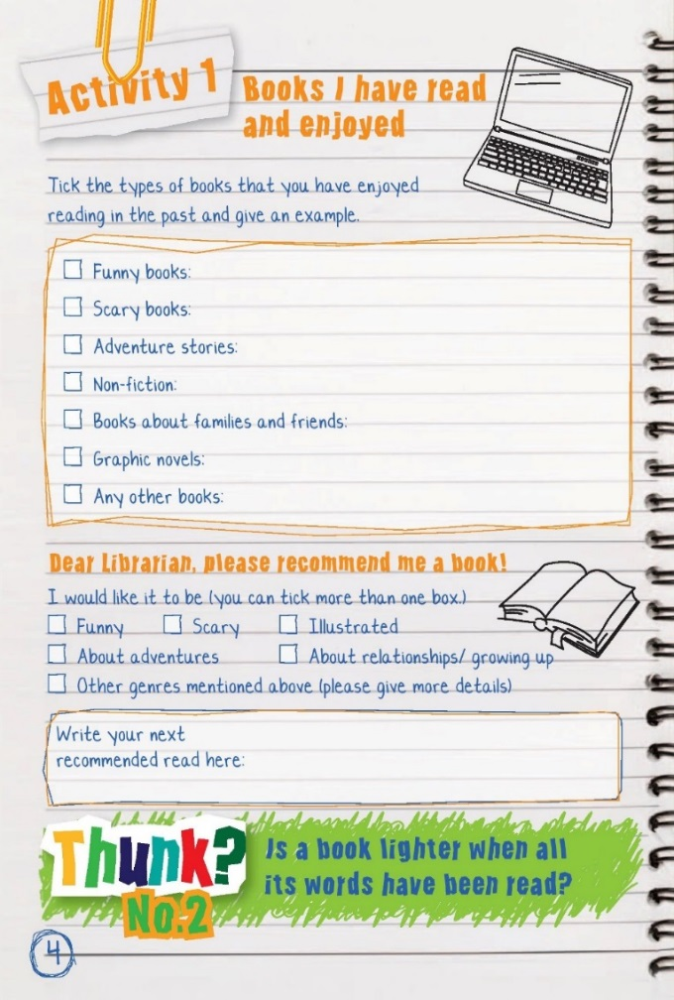 Activity 1
Books I have read
and enjoyed
Tick the types of books that you have enjoyed
reading in the past and give an example.
Funny books:
Scary books:
Adventure stories:
Non-fiction:
Books about families and friends:
Graphic novels:
Any other books:
Dear Librarian, please recommend me a book!
I would like it to be (you can tick more than one box.)
Funny Scary Illustrated
About adventures About relationships/ growing up
Other genres mentioned above (please give more details)
Write your next
recommended read here:
Thunk?
No.2
Is a book lighter when all
its words have been read?
4